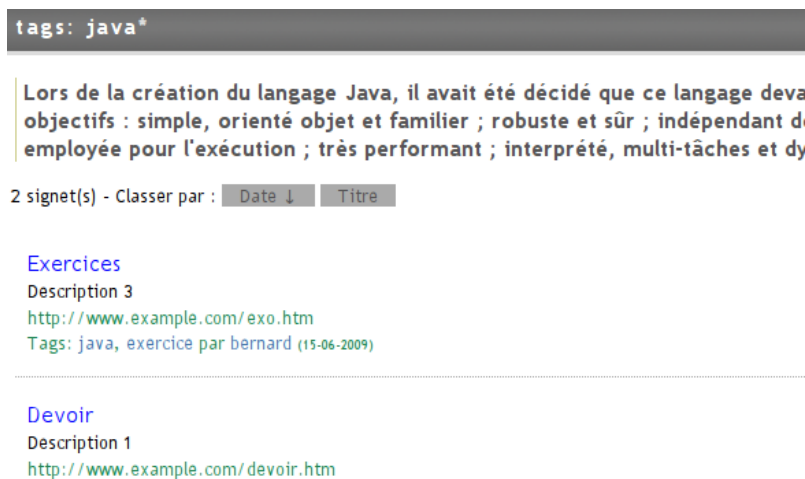 tags: java*
Lors de la création du langage Java, il avait été décidé que ce langage
objectifs : simple, orienté objet et familier ; robuste et sûr ; indépendant
employée pour l'exécution ; très performant ; interprété, multi-tâches et
2 signet(s) - Classer par : Date ↓ Titre
Exercices
Description 3
http://www.example.com/exo.htm
Tags: java, exercice par bernard (15-06-2009)
Devoir
Description 1
http://www.example.com/devoir.htm